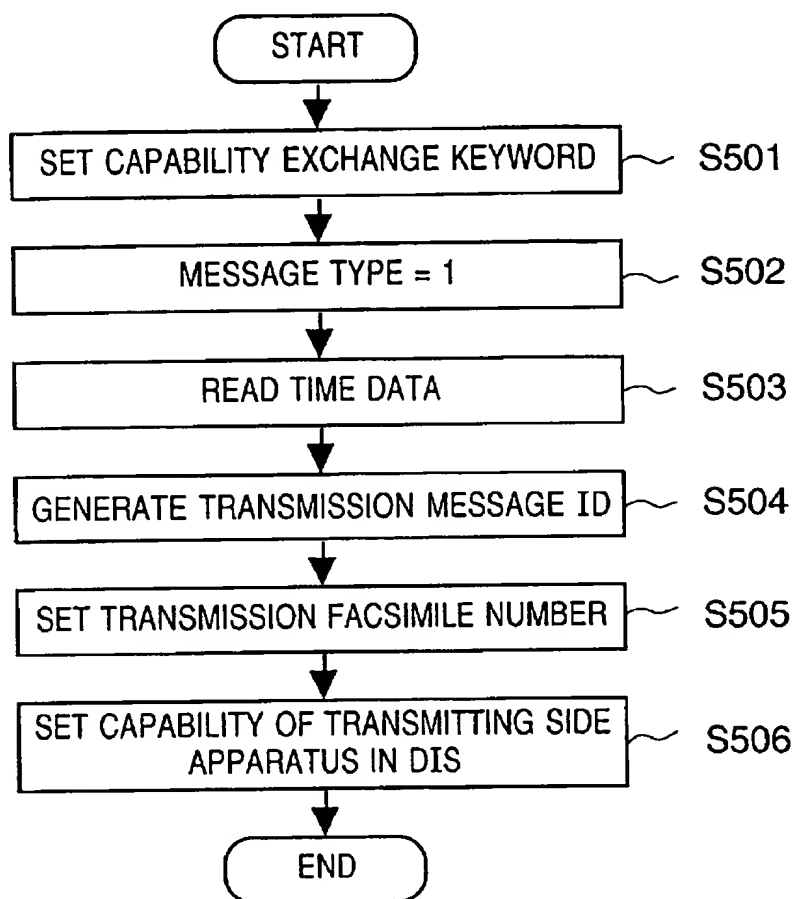 START
SET CAPABILITY EXCHANGE KEYWORD
S501
MESSAGE TYPE = 1
S502
READ TIME DATA
S503
GENERATE TRANSMISSION MESSAGE ID
S504
SET TRANSMISSION FACSIMILE NUMBER
S505
SET CAPABILITY OF TRANSMITTING SIDE
APPARATUS IN DIS
S506
END